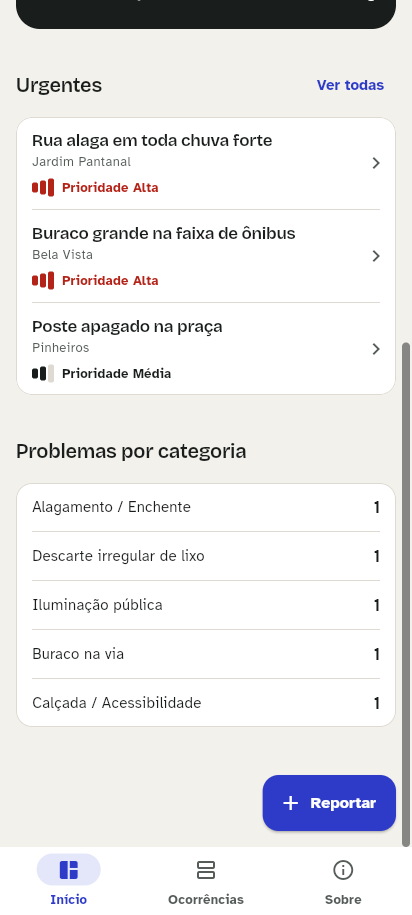 Urgentes
Ver todas
Rua alaga em toda chuva forte
Jardim Pantanal
Prioridade Alta
Buraco grande na faixa de ônibus
Bela Vista
Prioridade Alta
Poste apagado na praça
Pinheiros
Prioridade Média
Problemas por categoria
Alagamento / Enchente 1
Descarte irregular de lixo 1
Iluminação pública 1
Buraco na via 1
Calçada / Acessibilidade 1
+ Reportar
Início
Ocorrências
Sobre